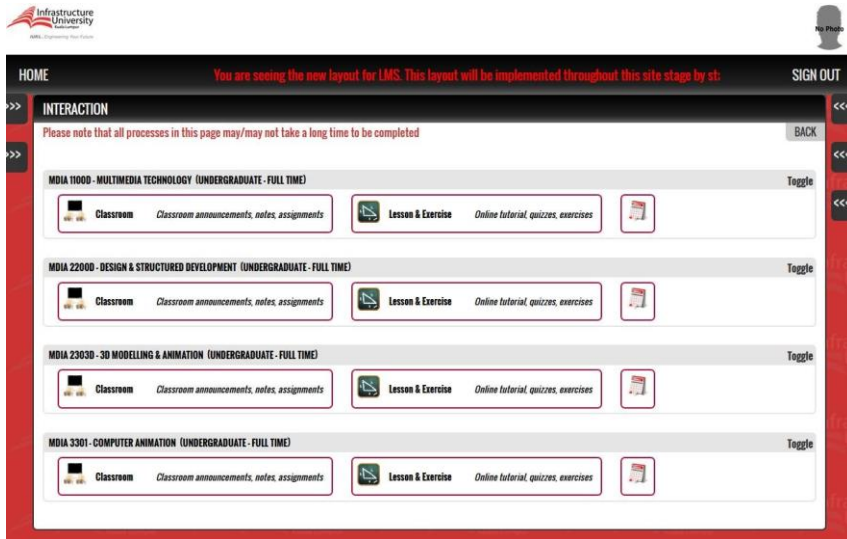 Infrastructure
University
Kuala Lumpur
No Photo
HOME
You are seeing the new layout for LMS. This layout will be implemented throughout this site stage by st
SIGN OUT
>>>
INTERACTION
<<
Please note that all processes in this page may/may not take a long time to be completed
BACK
>>>
<<
MDIA 1100D - MULTIMEDIA TECHNOLOGY (UNDERGRADUATE - FULL TIME)
Toggle
Classroom Classroom announcements, notes, assignments Lesson & Exercise Online tutorial, quizzes, exercises
<<
MDIA 2200D - DESIGN & STRUCTURED DEVELOPMENT (UNDERGRADUATE - FULL TIME)
Toggle
Classroom Classroom announcements, notes, assignments Lesson & Exercise Online tutorial, quizzes, exercises
MDIA 2303D - 3D MODELLING & ANIMATION (UNDERGRADUATE - FULL TIME)
Toggle
Classroom Classroom announcements, notes, assignments Lesson & Exercise Online tutorial, quizzes, exercises
MDIA 3301 - COMPUTER ANIMATION (UNDERGRADUATE - FULL TIME)
Toggle
Classroom Classroom announcements, notes, assignments Lesson & Exercise Online tutorial, quizzes, exercises